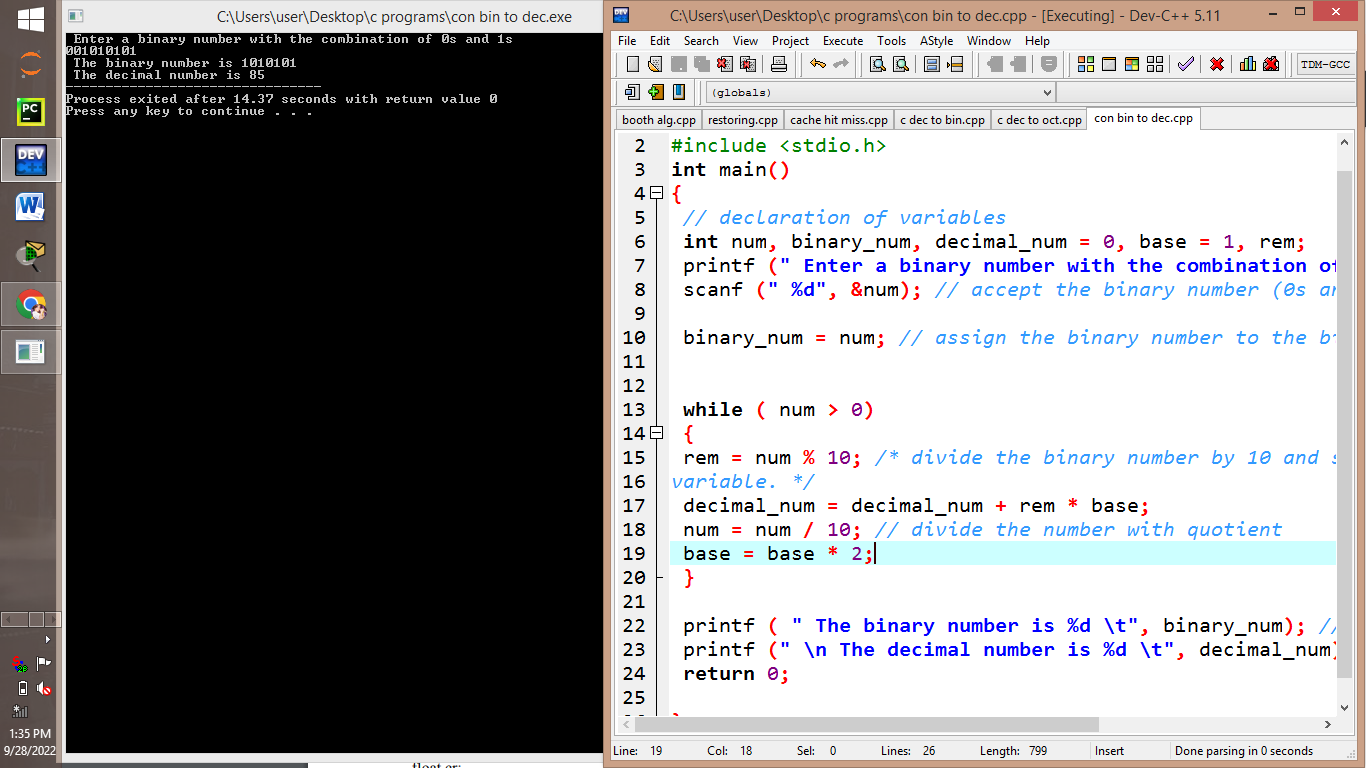 C:\Users\user\Desktop\c programs\con bin to dec.exe
Enter a binary number with the combination of 0s and 1s
001010101
The binary number is 1010101
The decimal number is 85
--------------------------------
Process exited after 14.37 seconds with return value 0
Press any key to continue . . .
C:\Users\user\Desktop\c programs\con bin to dec.cpp - [Executing] - Dev-C++ 5.11
File Edit Search View Project Execute Tools AStyle Window Help
TDM-GCC
(globals)
booth alg.cpp restoring.cpp cache hit miss.cpp c dec to bin.cpp c dec to oct.cpp con bin to dec.cpp
2 #include <stdio.h>
3 int main()
4 {
5 // declaration of variables
6 int num, binary_num, decimal_num = 0, base = 1, rem;
7 printf (" Enter a binary number with the combination of
8 scanf (" %d", &num); // accept the binary number (0s an
9
10 binary_num = num; // assign the binary number to the b
11
12
13 while ( num > 0)
14 {
15 rem = num % 10; /* divide the binary number by 10 and s
16 variable. */
17 decimal_num = decimal_num + rem * base;
18 num = num / 10; // divide the number with quotient
19 base = base * 2;
20 }
21
22 printf ( " The binary number is %d \t", binary_num); //
23 printf (" \n The decimal number is %d \t", decimal_num)
24 return 0;
25
Line: 19 Col: 18 Sel: 0 Lines: 26 Length: 799 Insert Done parsing in 0 seconds
PC
DEV
W
1:35 PM
9/28/2022